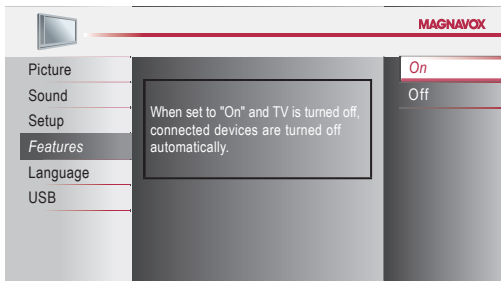 MAGNAVOX
Picture
Sound
Setup
Features
Language
USB
When set to "On" and TV is turned off,
connected devices are turned off
automatically.
On
Off